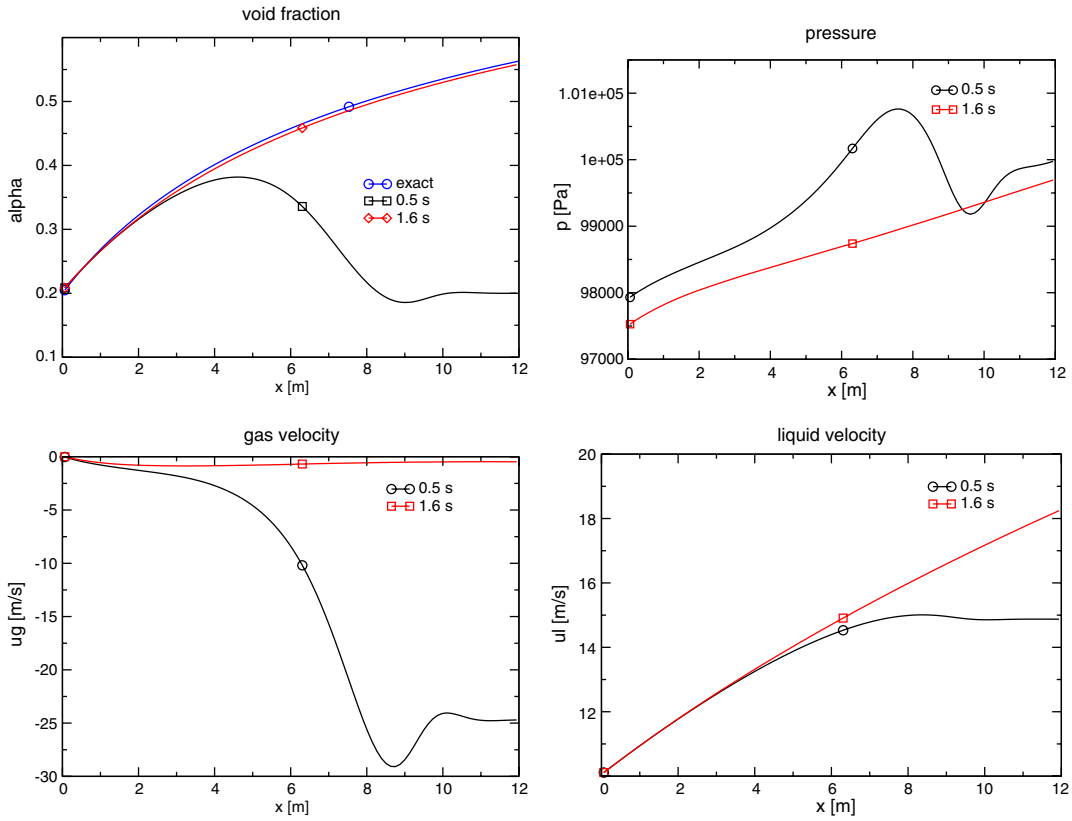 void fraction
0.5
0.4
0.3
0.2
0.1
alpha
exact
0.5 s
1.6 s
0 2 4 6 8 10 12
x [m]
pressure
1.01e+05
1e+05
99000
98000
97000
p [Pa]
0.5 s
1.6 s
0 2 4 6 8 10 12
x [m]
gas velocity
0
-5
-10
-15
-20
-25
-30
ug [m/s]
0.5 s
1.6 s
0 2 4 6 8 10 12
x [m]
liquid velocity
20
18
16
14
12
ul [m/s]
0.5 s
1.6 s
0 2 4 6 8 10 12
x [m]